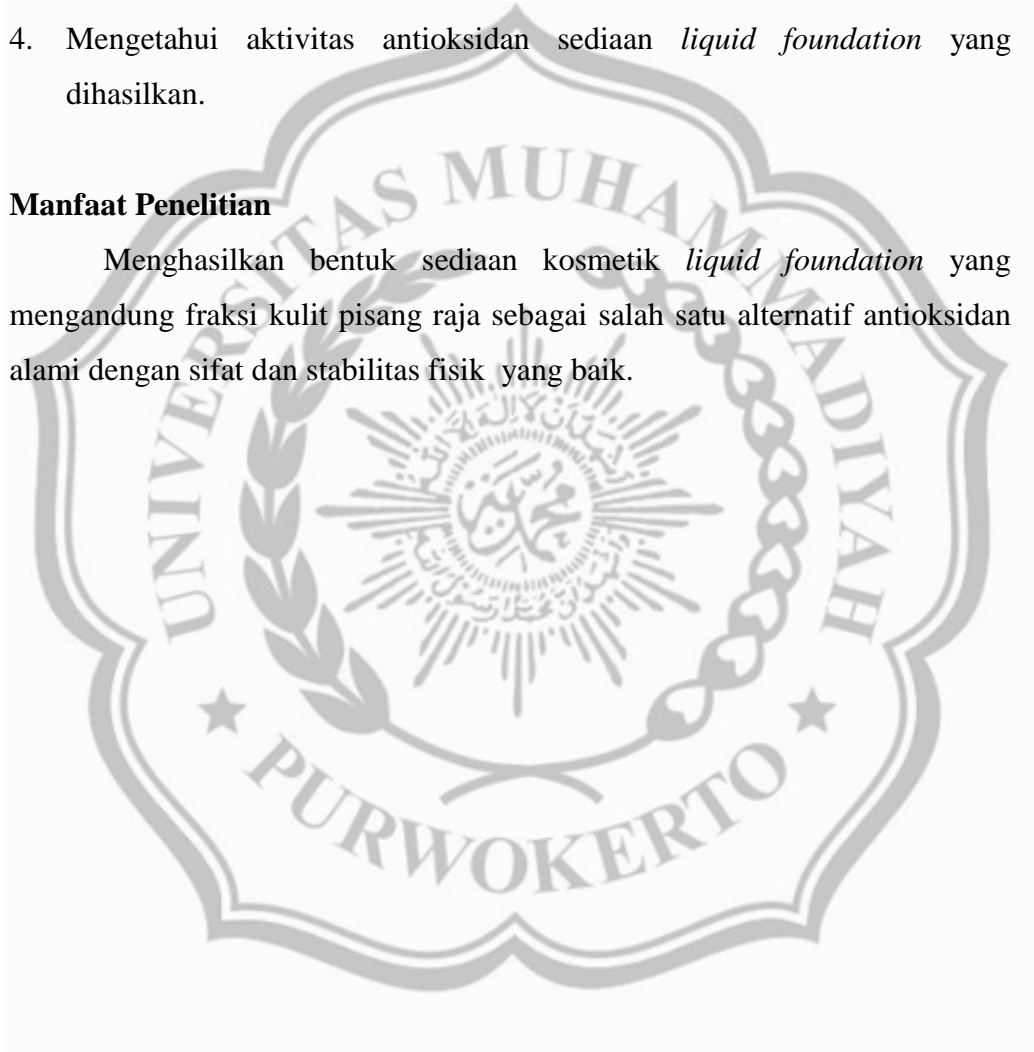 4. Mengetahui aktivitas antioksidan sediaan liquid foundation yang
dihasilkan.
Manfaat Penelitian
Menghasilkan bentuk sediaan kosmetik liquid foundation yang
mengandung fraksi kulit pisang raja sebagai salah satu alternatif antioksidan
alami dengan sifat dan stabilitas fisik yang baik.
UNIVERSITAS MUHAMMADIYAH
PURWOKERTO